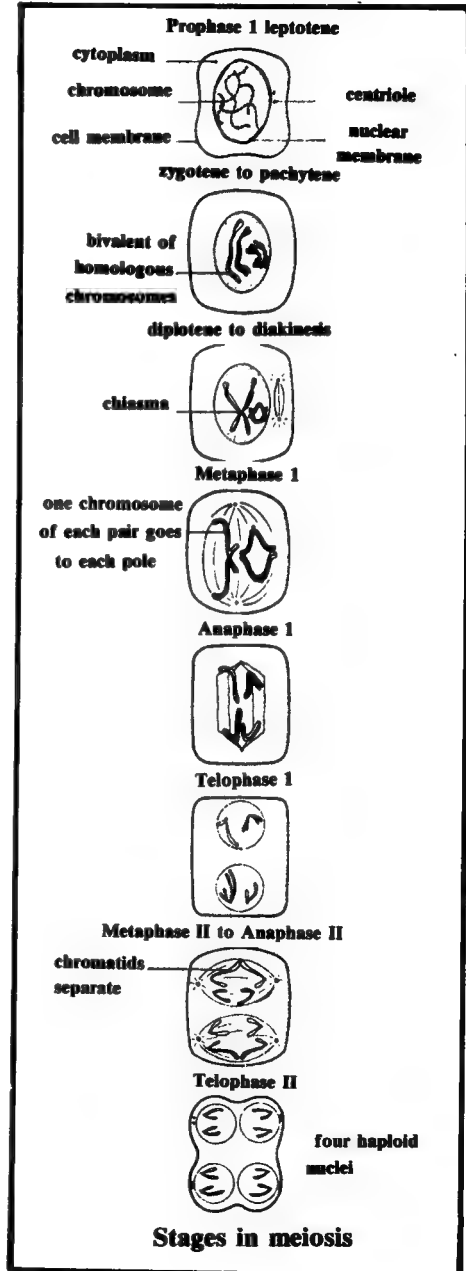 Prophase 1 leptotene
cytoplasm
chromosome
centriole
cell membrane
nuclear
membrane
zygotene to pachytene
bivalent of
homologous
chromosomes
diplotene to diakinesis
chiasma
Metaphase 1
one chromosome
of each pair goes
to each pole
Anaphase 1
Telophase 1
Metaphase II to Anaphase II
chromatids
separate
Telophase II
four haploid
nuclei
Stages in meiosis